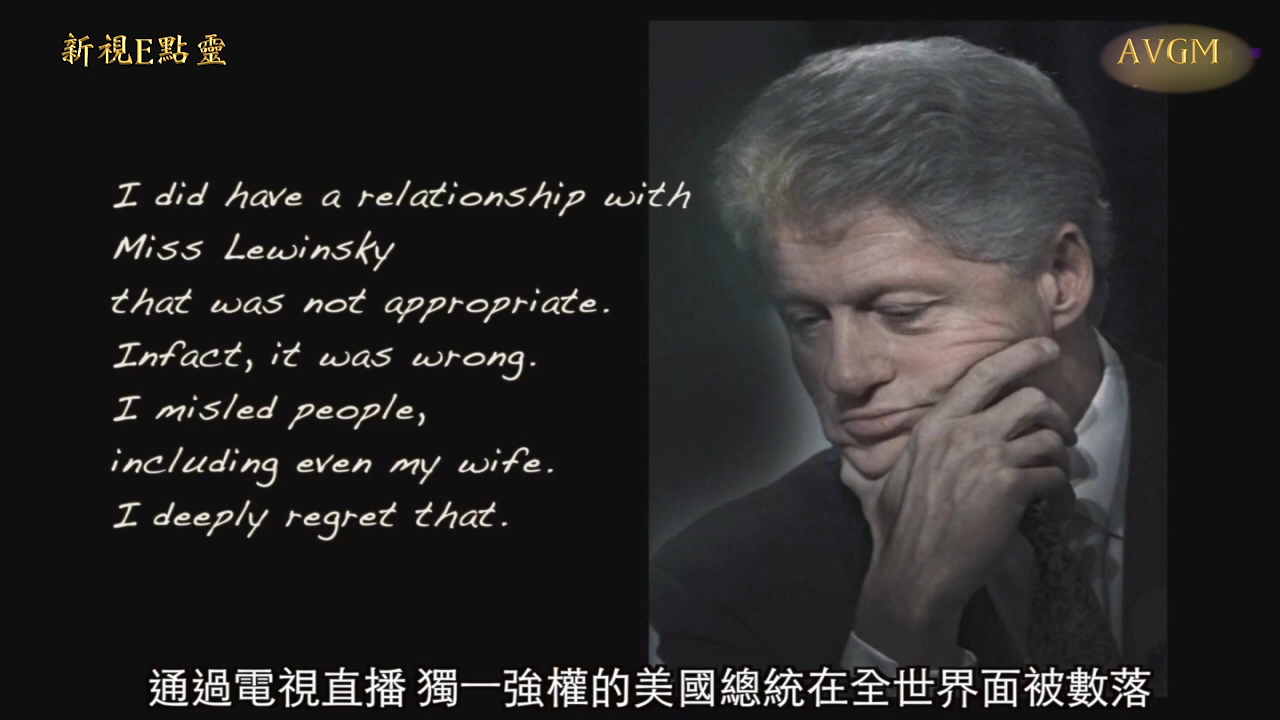 新視E點靈
AVGM
I did have a relationship with
Miss Lewinsky
that was not appropriate.
Infact, it was wrong.
I misled people,
including even my wife.
I deeply regret that.
通過電視直播 獨一強權的美國總統在全世界面被數落